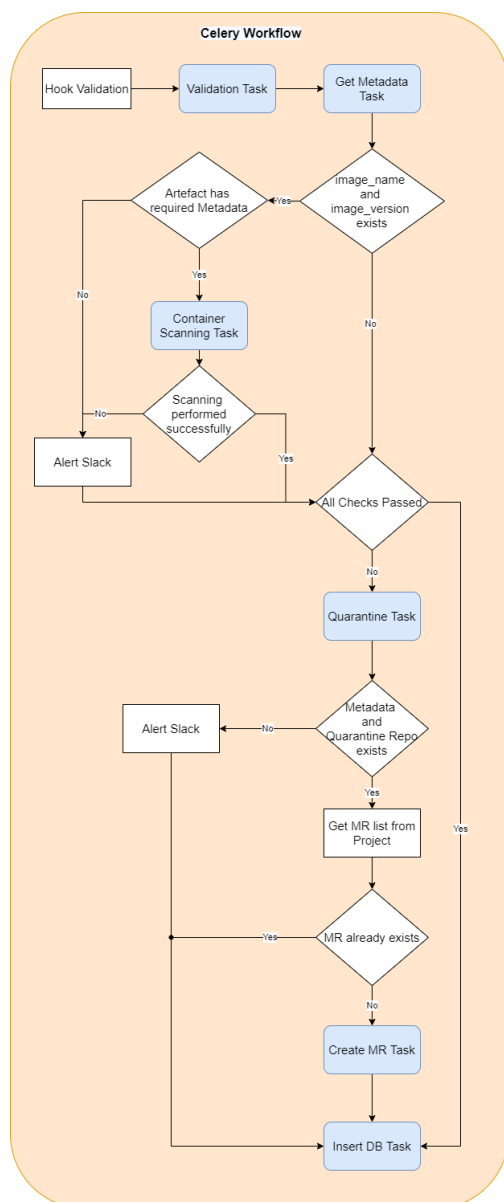 Celery Workflow
Hook Validation
Validation Task
Get Metadata
Task
image_name
and
image_version
exists
Yes
Artefact has
required Metadata
No
Yes
No
Container
Scanning Task
Scanning
performed
successfully
No
Yes
Alert Slack
All Checks Passed
No
Yes
Quarantine Task
Metadata
and
Quarantine Repo
exists
No
Alert Slack
Yes
Get MR list from
Project
MR already exists
Yes
No
Create MR Task
Insert DB Task